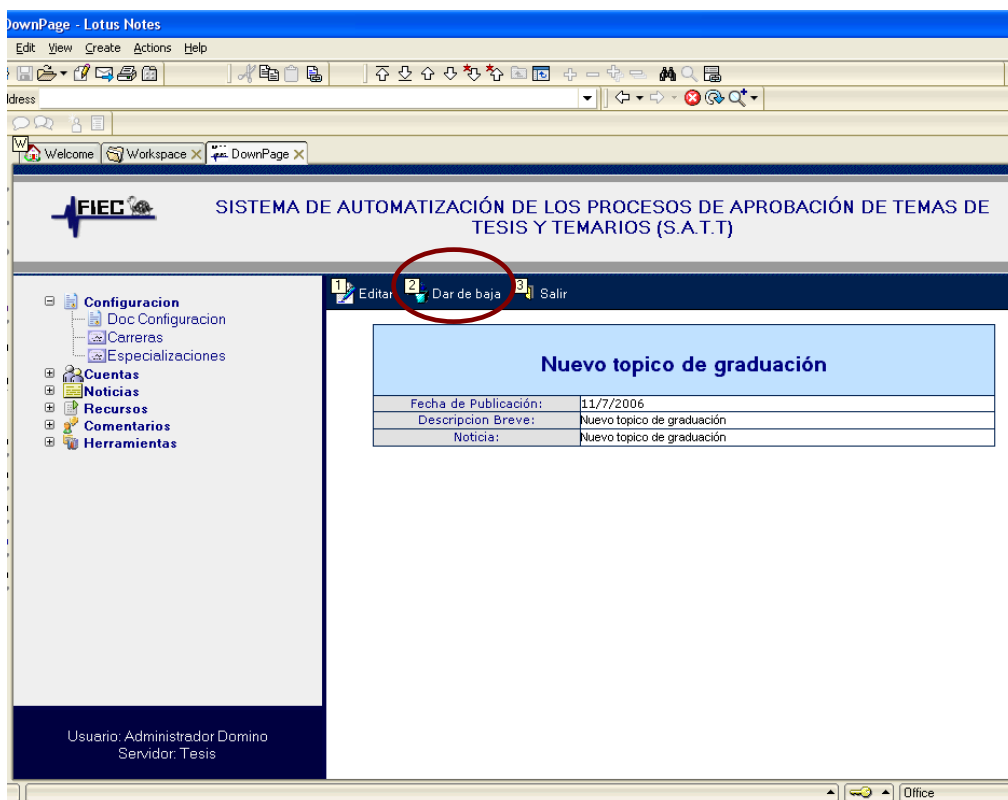 DownPage - Lotus Notes
Edit View Create Actions Help
ddress
W
Welcome Workspace DownPage
FIEC
SISTEMA DE AUTOMATIZACIÓN DE LOS PROCESOS DE APROBACIÓN DE TEMAS DE
TESIS Y TEMARIOS (S.A.T.T)
1 Editar 2 Dar de baja 3 Salir
Configuracion
Doc Configuracion
Carreras
Especializaciones
Cuentas
Noticias
Recursos
Comentarios
Herramientas
Nuevo topico de graduación
Fecha de Publicación: 11/7/2006
Descripcion Breve: Nuevo topico de graduación
Noticia: Nuevo topico de graduación
Usuario: Administrador Domino
Servidor: Tesis
Office